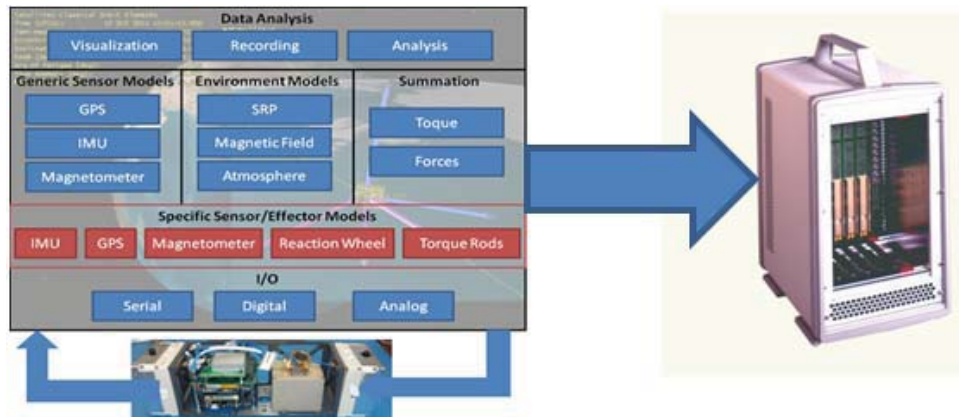 Data Analysis
Visualization
Recording
Analysis
Generic Sensor Models
GPS
IMU
Magnetometer
Environment Models
SRP
Magnetic Field
Atmosphere
Summation
Toque
Forces
Specific Sensor/Effector Models
IMU
GPS
Magnetometer
Reaction Wheel
Torque Rods
I/O
Serial
Digital
Analog